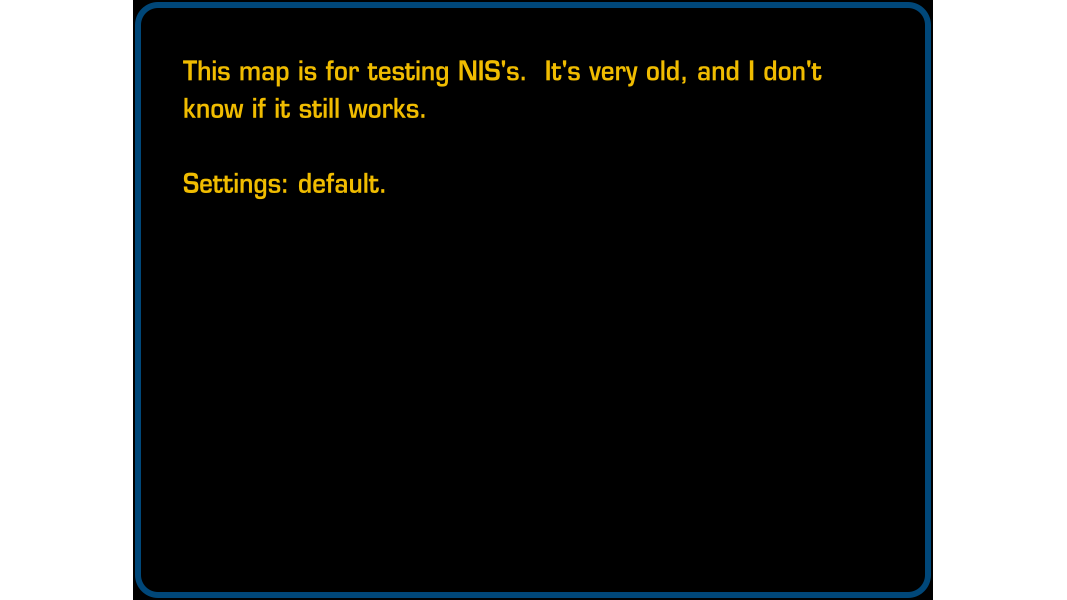 This map is for testing NIS's.  It's very old, and I don't
know if it still works.
Settings: default.